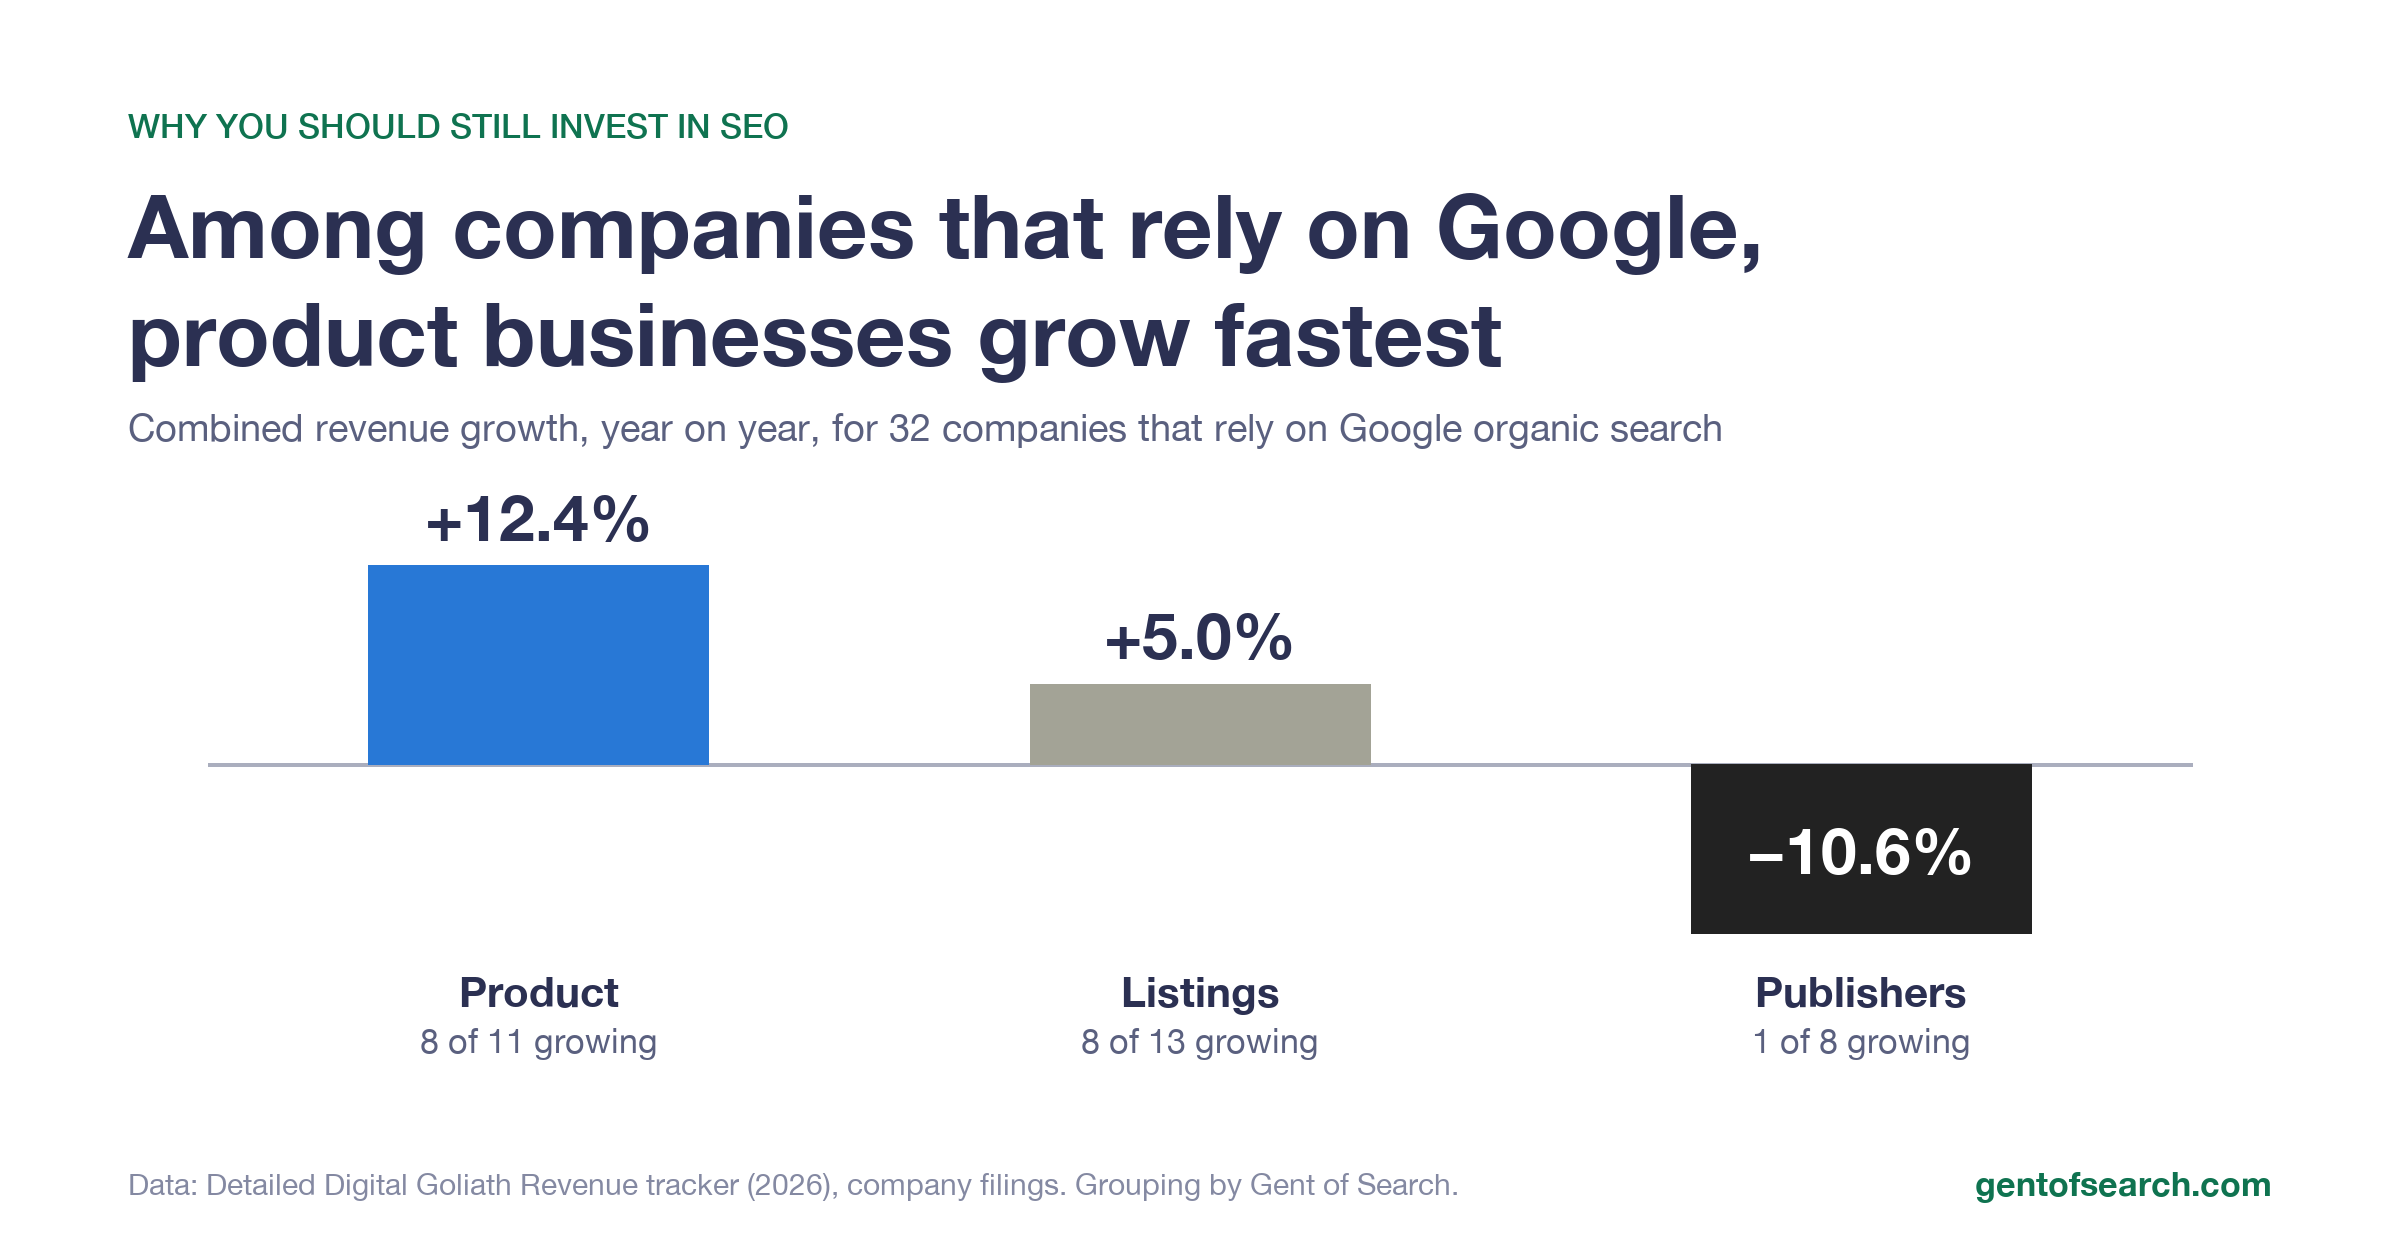 WHY YOU SHOULD STILL INVEST IN SEO
Among companies that rely on Google,
product businesses grow fastest
Combined revenue growth, year on year, for 32 companies that rely on Google organic search
+12.4%
+5.0%
−10.6%
Product
8 of 11 growing
Listings
8 of 13 growing
Publishers
1 of 8 growing
Data: Detailed Digital Goliath Revenue tracker (2026), company filings. Grouping by Gent of Search.
gentofsearch.com